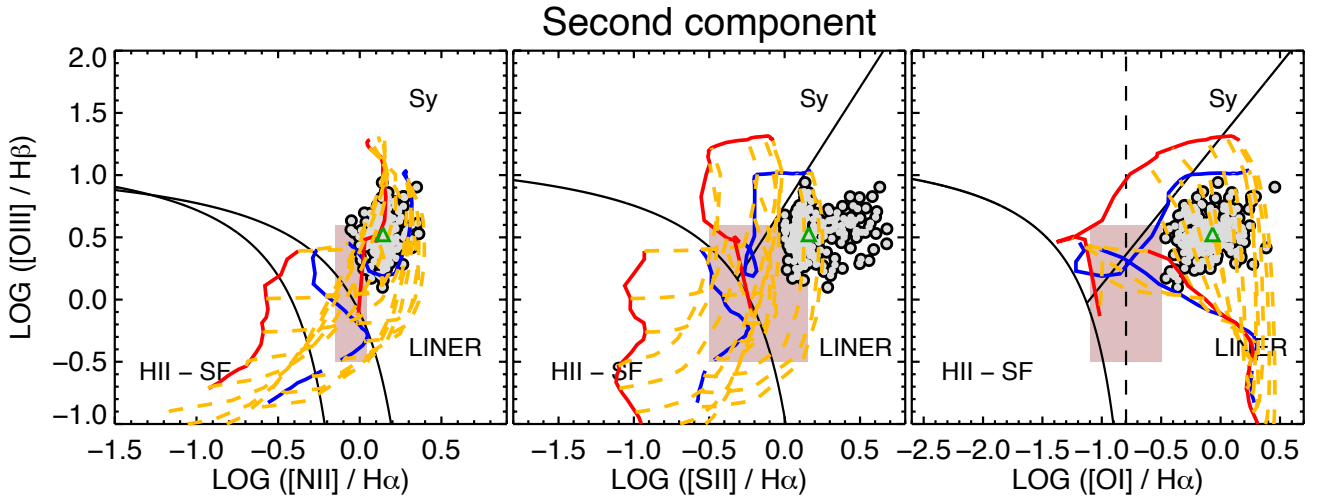 Second component
LOG ([OIII] / Hβ)
2.0
1.5
1.0
0.5
0.0
−0.5
−1.0
Sy
HII − SF
LINER
−1.5 −1.0 −0.5 0.0 0.5
LOG ([NII] / Hα)
Sy
HII − SF
LINER
−1.5 −1.0 −0.5 0.0 0.5
LOG ([SII] / Hα)
Sy
HII − SF
LINER
−2.5 −2.0 −1.5 −1.0 −0.5 0.0 0.5
LOG ([OI] / Hα)